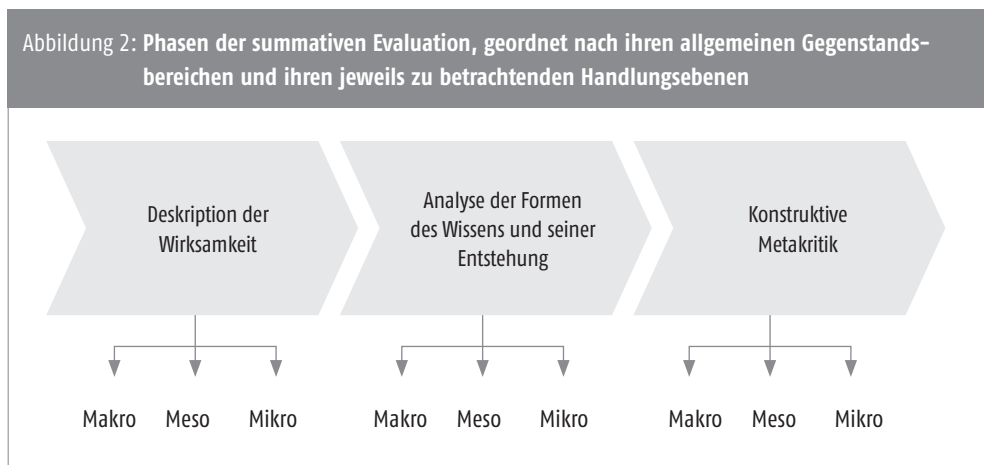 Abbildung 2: Phasen der summativen Evaluation, geordnet nach ihren allgemeinen Gegenstands-
bereichen und ihren jeweils zu betrachtenden Handlungsebenen
Deskription der
Wirksamkeit
Analyse der Formen
des Wissens und seiner
Entstehung
Konstruktive
Metakritik
Makro Meso Mikro
Makro Meso Mikro
Makro Meso Mikro